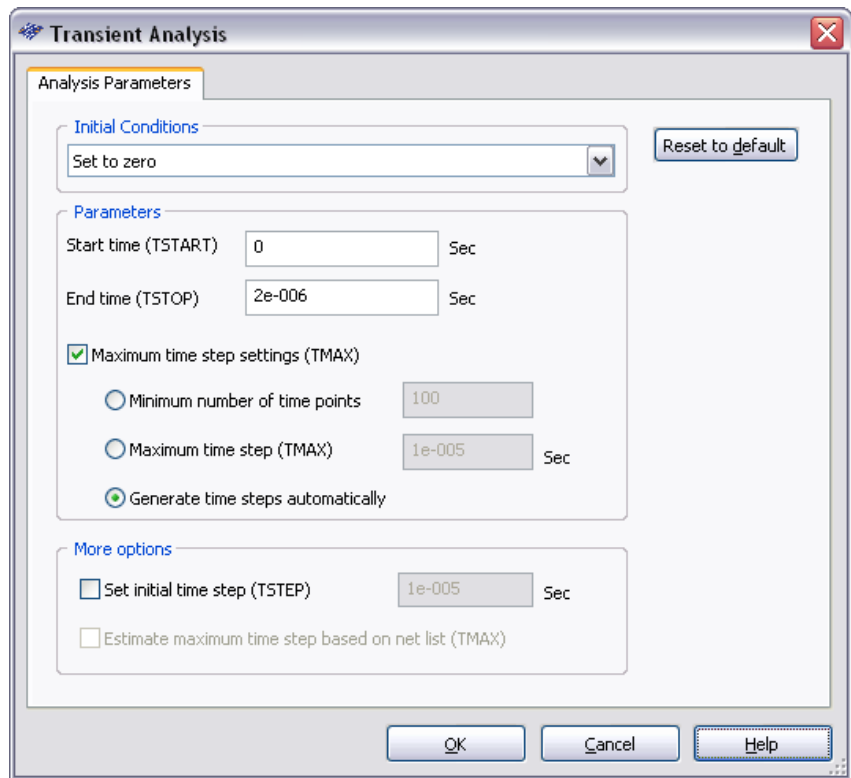 Transient Analysis
Analysis Parameters
Initial Conditions
Set to zero
Reset to default
Parameters
Start time (TSTART) 0 Sec
End time (TSTOP) 2e-006 Sec
Maximum time step settings (TMAX)
Minimum number of time points 100
Maximum time step (TMAX) 1e-005 Sec
Generate time steps automatically
More options
Set initial time step (TSTEP) 1e-005 Sec
Estimate maximum time step based on net list (TMAX)
OK Cancel Help